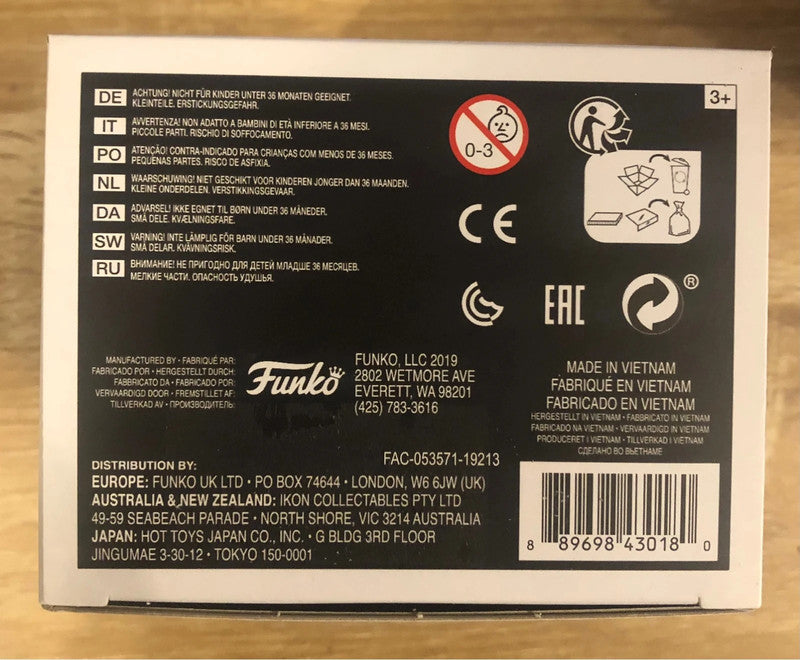 DE ACHTUNG! NICHT FÜR KINDER UNTER 36 MONATEN GEEIGNET.
KLEINTEILE. ERSTICKUNGSGEFAHR.
IT AVVERTENZA! NON ADATTO A BAMBINI DI ETÀ INFERIORE A 36 MESI.
PICCOLE PARTI. RISCHIO DI SOFFOCAMENTO.
PO ATENÇÃO! CONTRA-INDICADO PARA CRIANÇAS COM MENOS DE 36 MESES.
PEQUENAS PARTES. RISCO DE ASFIXIA.
NL WAARSCHUWING! NIET GESCHIKT VOOR KINDEREN JONGER DAN 36 MAANDEN.
KLEINE ONDERDELEN. VERSTIKKINGSGEVAAR.
DA ADVARSEL! IKKE EGNET TIL BØRN UNDER 36 MÅNEDER.
SMÅ DELE. KVÆLNINGSFARE.
SW VARNING! INTE LÄMPLIG FÖR BARN UNDER 36 MÅNADER.
SMÅ DELAR. KVÄVNINGSRISK.
RU ВНИМАНИЕ! НЕ ПРИГОДНО ДЛЯ ДЕТЕЙ МЛАДШЕ 36 МЕСЯЦЕВ.
МЕЛКИЕ ЧАСТИ. ОПАСНОСТЬ УДУШЬЯ.
0-3
3+
CE
EAC
®
MANUFACTURED BY • FABRIQUÉ PAR:
FABRICADO POR • HERGESTELLT DURCH:
FABBRICATO DA • FABRICADO POR:
VERVAARDIGD DOOR • FREMSTILLET AF:
TILLVERKAD AV • ПРОИЗВОДИТЕЛЬ:
Funko
FUNKO, LLC 2019
2802 WETMORE AVE
EVERETT, WA 98201
(425) 783-3616
MADE IN VIETNAM
FABRIQUÉ EN VIETNAM
FABRICADO EN VIETNAM
HERGESTELLT IN VIETNAM • FABBRICATO IN VIETNAM
FABRICADO NA VIETNAM • VERVAARDIGD IN VIETNAM
PRODUCERET I VIETNAM • TILLVERKAD I VIETNAM
СДЕЛАНО ВО ВЬЕТНАМЕ
FAC-053571-19213
DISTRIBUTION BY:
EUROPE: FUNKO UK LTD • PO BOX 74644 • LONDON, W6 6JW (UK)
AUSTRALIA & NEW ZEALAND: IKON COLLECTABLES PTY LTD
49-59 SEABEACH PARADE • NORTH SHORE, VIC 3214 AUSTRALIA
JAPAN: HOT TOYS JAPAN CO., INC. • G BLDG 3RD FLOOR
JINGUMAE 3-30-12 • TOKYO 150-0001
8 89698 43018 0